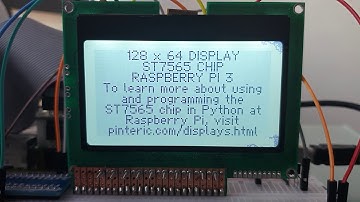 128 x 64 DISPLAY
ST7565 CHIP
RASPBERRY PI 3
To learn more about using
and programming the
ST7565 chip in Python at
Raspberry Pi, visit
pinteric.com/displays.html